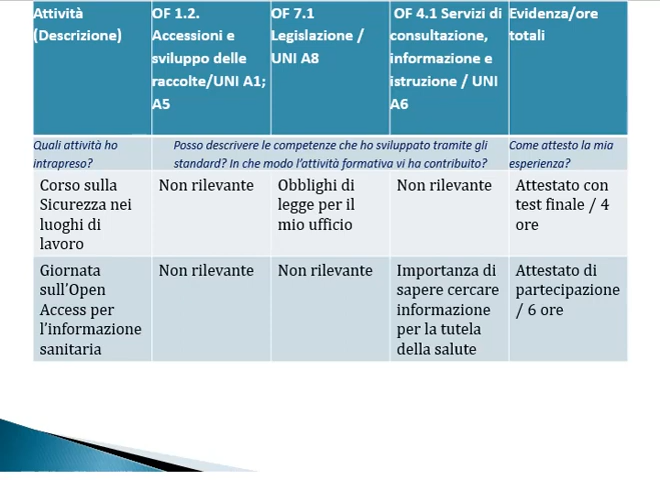 Attività
(Descrizione)
OF 1.2.
Accessioni e
sviluppo delle
raccolte/UNI A1;
A5
OF 7.1
Legislazione /
UNI A8
OF 4.1 Servizi di
consultazione,
informazione e
istruzione / UNI
A6
Evidenza/ore
totali
Quali attività ho
intrapreso?
Posso descrivere le competenze che ho sviluppato tramite gli
standard? In che modo l'attività formativa vi ha contribuito?
Come attesto la mia
esperienza?
Corso sulla
Sicurezza nei
luoghi di
lavoro
Non rilevante
Obblighi di
legge per il
mio ufficio
Non rilevante
Attestato con
test finale / 4
ore
Giornata
sull'Open
Access per
l'informazione
sanitaria
Non rilevante
Non rilevante
Importanza di
sapere cercare
informazione
per la tutela
della salute
Attestato di
partecipazione
/ 6 ore